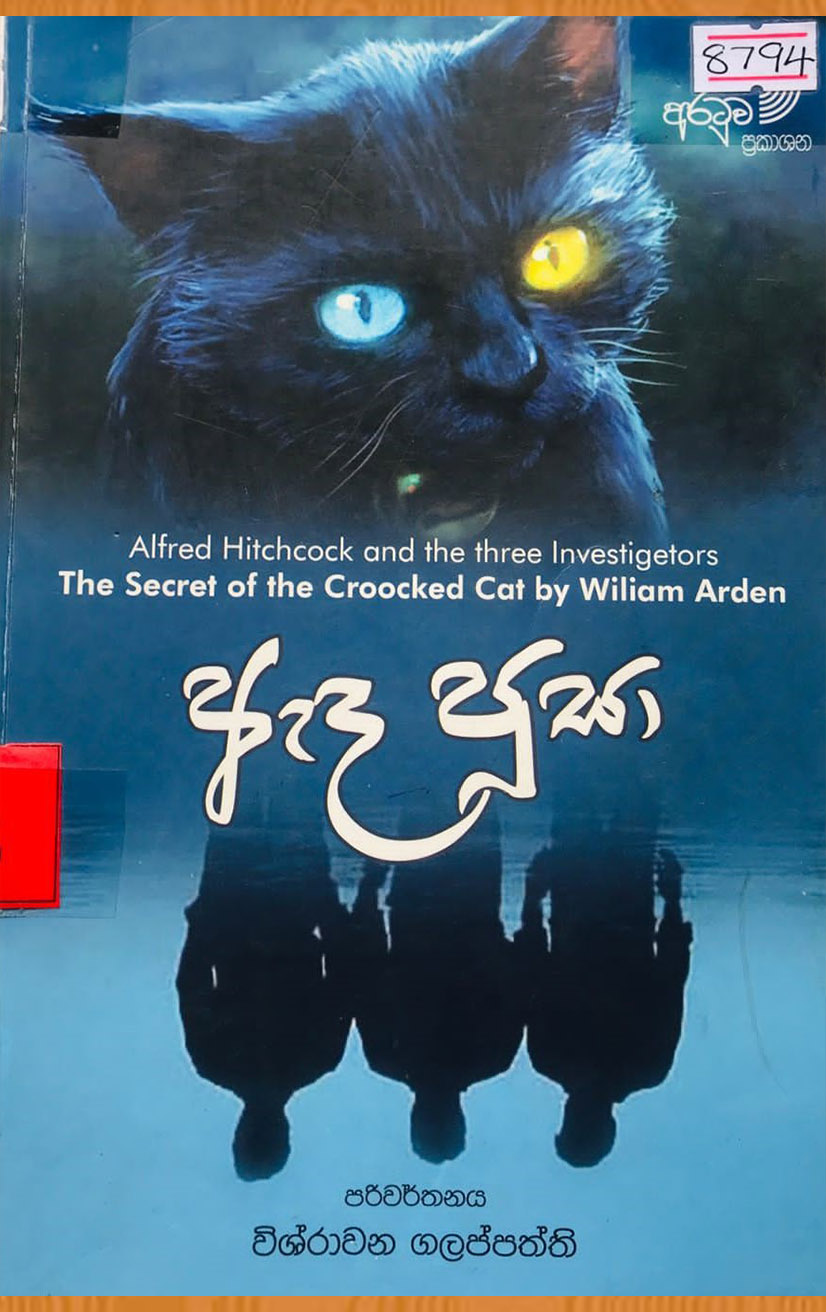 8794
අරටුව
ප්‍රකාශන
Alfred Hitchcock and the three Investigetors
The Secret of the Croocked Cat by Wiliam Arden
ඇද පූසා
පරිවර්තනය
විශ්රාවන ගලප්පත්ති